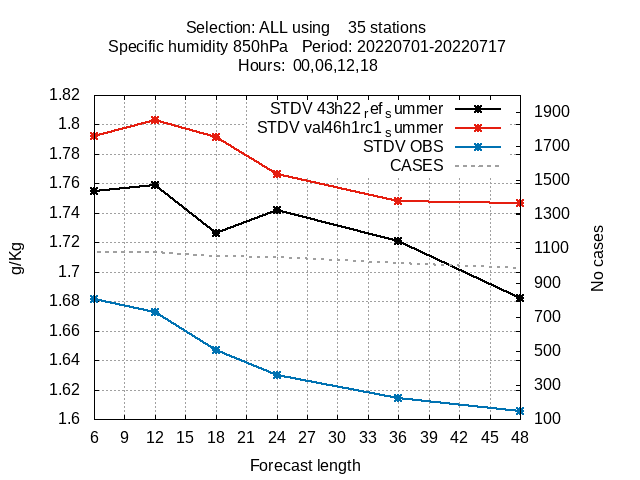 Selection: ALL using    35 stations
Specific humidity 850hPa   Period: 20220701-20220717
Hours: 00,06,12,18
STDV 43h22refsummer
STDV val46h1rc1summer
STDV OBS
CASES
1.82
1.8
1.78
1.76
1.74
1.72
1.7
1.68
1.66
1.64
1.62
1.6
g/Kg
1900
1700
1500
1300
1100
900
700
500
300
100
No cases
6 9 12 15 18 21 24 27 30 33 36 39 42 45 48
Forecast length